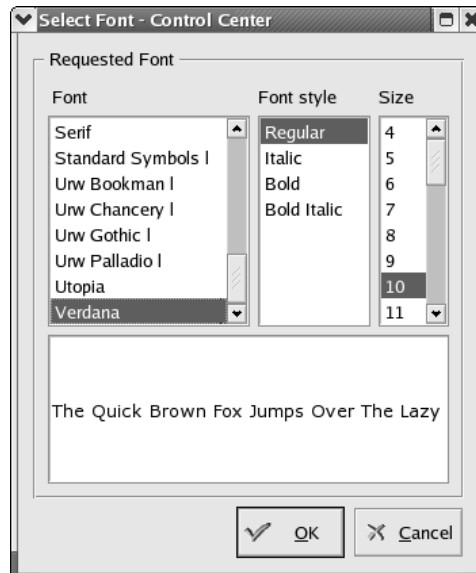 Select Font - Control Center
Requested Font
Font
Font style
Size
Serif
Standard Symbols l
Urw Bookman l
Urw Chancery l
Urw Gothic l
Urw Palladio l
Utopia
Verdana
Regular
Italic
Bold
Bold Italic
4
5
6
7
8
9
10
11
The Quick Brown Fox Jumps Over The Lazy
OK
Cancel